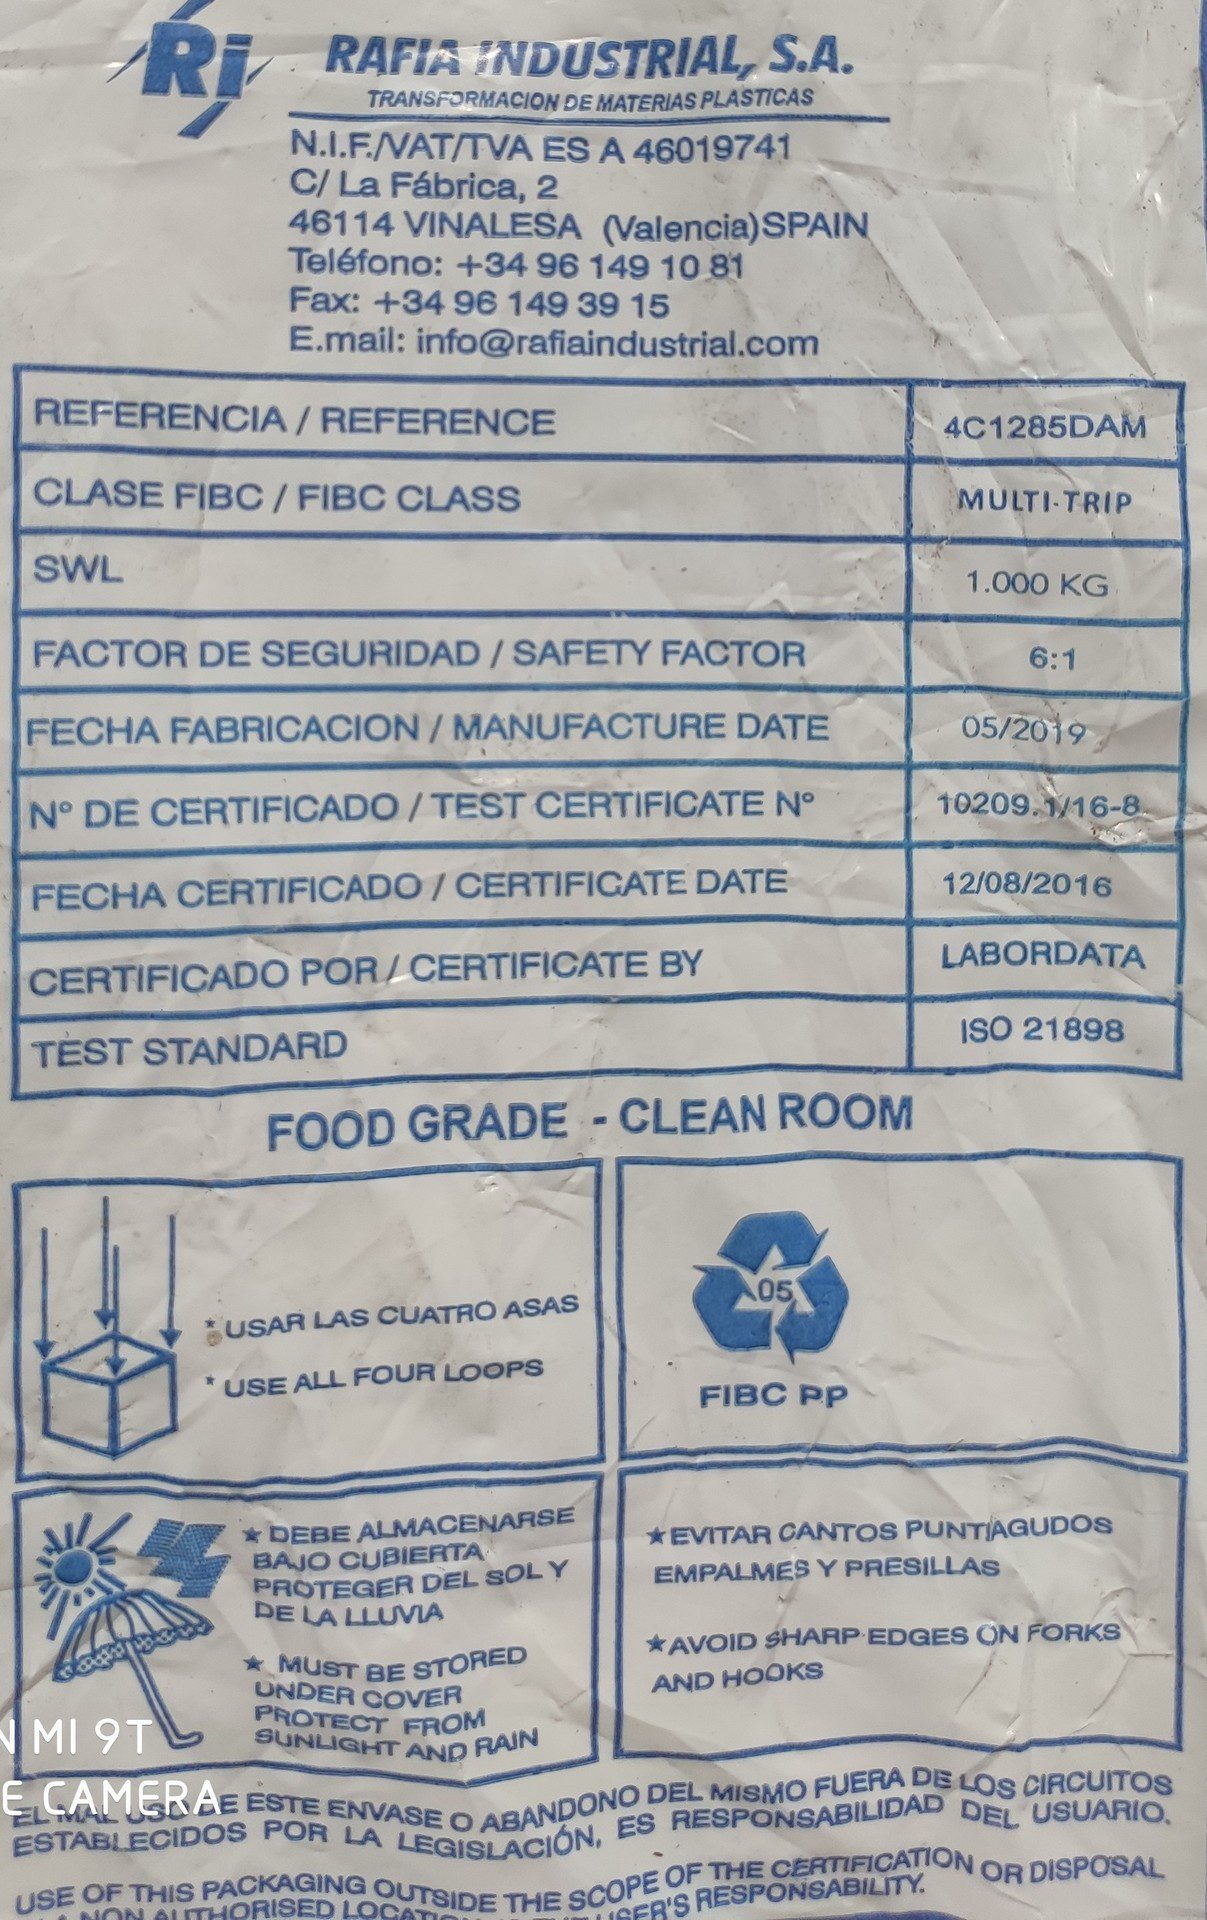 Ri
RAFIA INDUSTRIAL, S.A.
TRANSFORMACION DE MATERIAS PLASTICAS
N.I.F./VAT/TVA ES A 46019741
C/ La Fábrica, 2
46114 VINALESA (Valencia)SPAIN
Teléfono: +34 96 149 10 81
Fax: +34 96 149 39 15
E.mail: info@rafiaindustrial.com
REFERENCIA / REFERENCE 4C1285DAM
CLASE FIBC / FIBC CLASS MULTI-TRIP
SWL 1.000 KG
FACTOR DE SEGURIDAD / SAFETY FACTOR 6:1
FECHA FABRICACION / MANUFACTURE DATE 05/2019
Nº DE CERTIFICADO / TEST CERTIFICATE Nº 10209.1/16-8
FECHA CERTIFICADO / CERTIFICATE DATE 12/08/2016
CERTIFICADO POR / CERTIFICATE BY LABORDATA
TEST STANDARD ISO 21898
FOOD GRADE - CLEAN ROOM
* USAR LAS CUATRO ASAS
* USE ALL FOUR LOOPS
05
FIBC PP
★ DEBE ALMACENARSE
BAJO CUBIERTA
PROTEGER DEL SOL Y
DE LA LLUVIA
★ MUST BE STORED
UNDER COVER
PROTECT FROM
SUNLIGHT AND RAIN
★EVITAR CANTOS PUNTIAGUDOS
EMPALMES Y PRESILLAS
★AVOID SHARP EDGES ON FORKS
AND HOOKS
N MI 9T
E CAMERA
EL MAL USO DE ESTE ENVASE O ABANDONO DEL MISMO FUERA DE LOS CIRCUITOS
ESTABLECIDOS POR LA LEGISLACIÓN, ES RESPONSABILIDAD DEL USUARIO.
USE OF THIS PACKAGING OUTSIDE THE SCOPE OF THE CERTIFICATION OR DISPOSAL
NON AUTHORISED USER'S RESPONSABILITY.